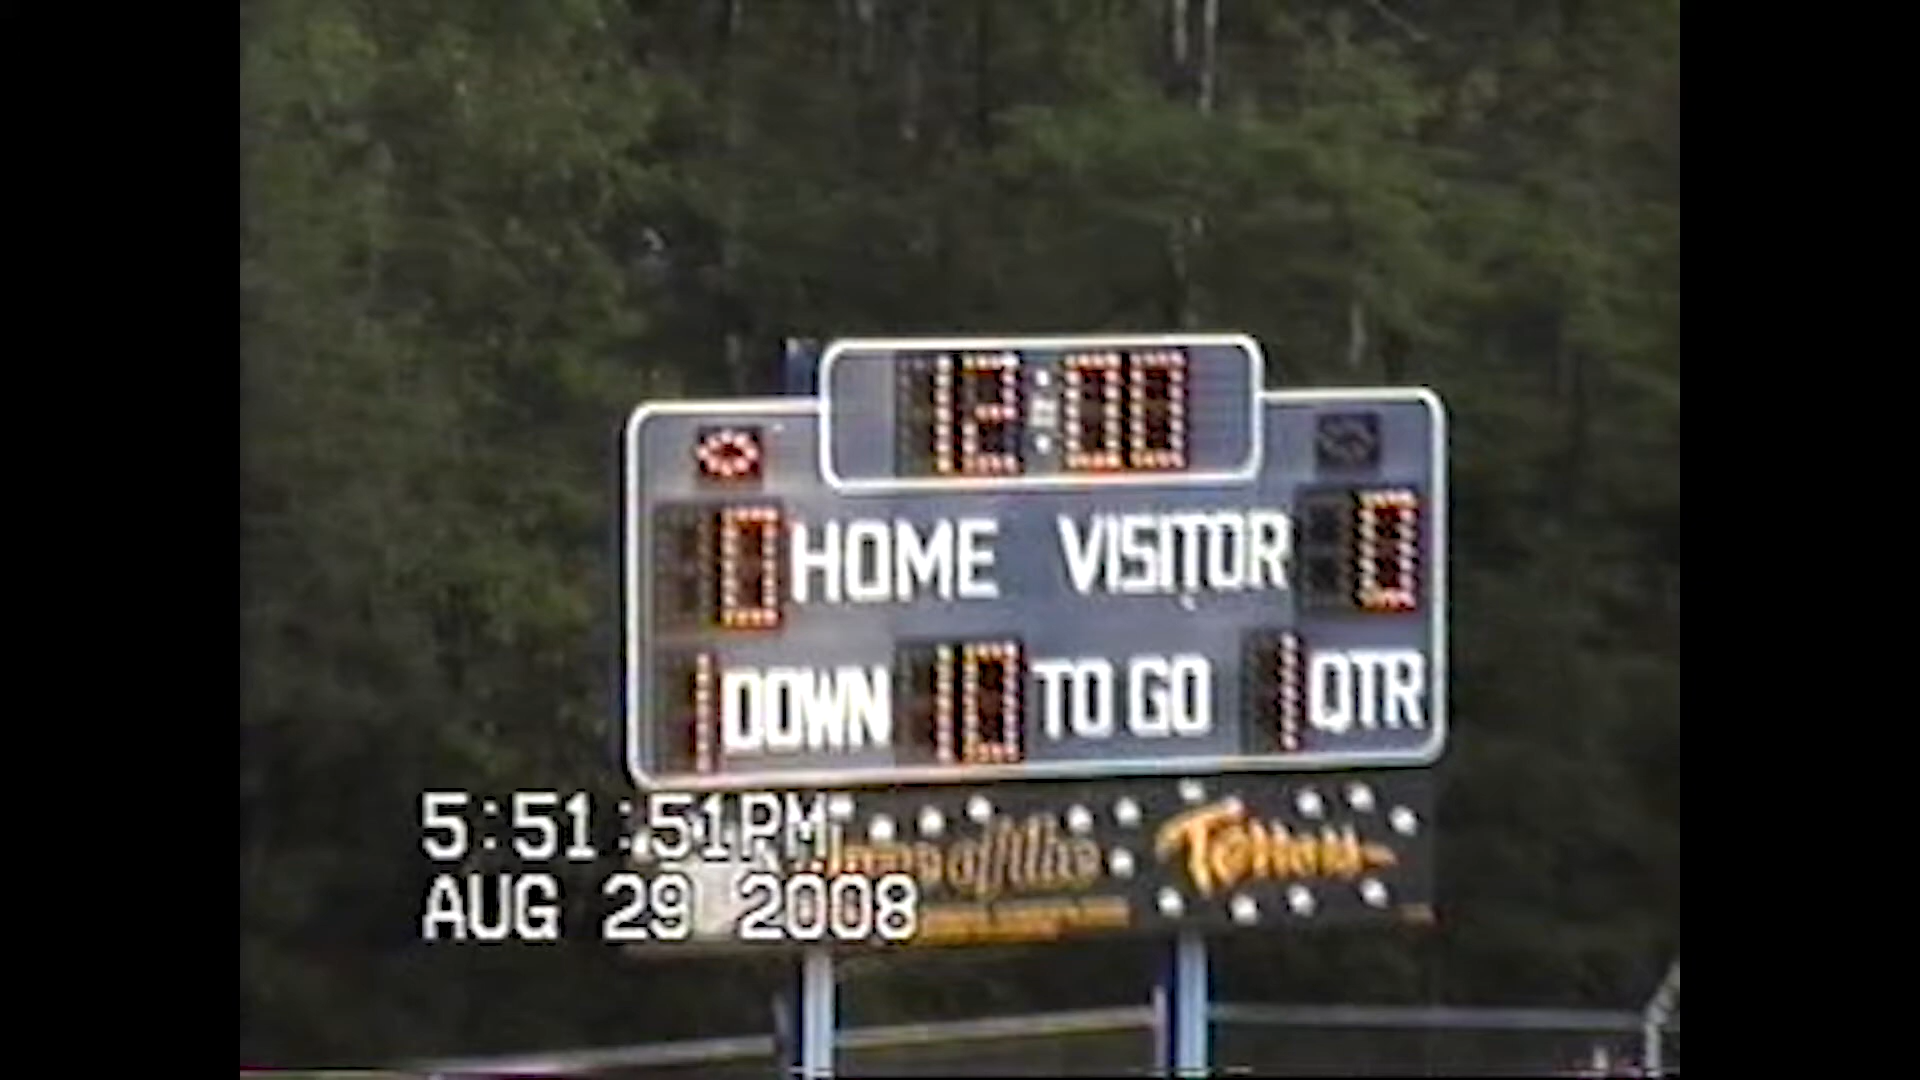 12:00
0 HOME VISITOR 0
1 DOWN 10 TO GO 1 QTR
5:51:51PM
AUG 29 2008